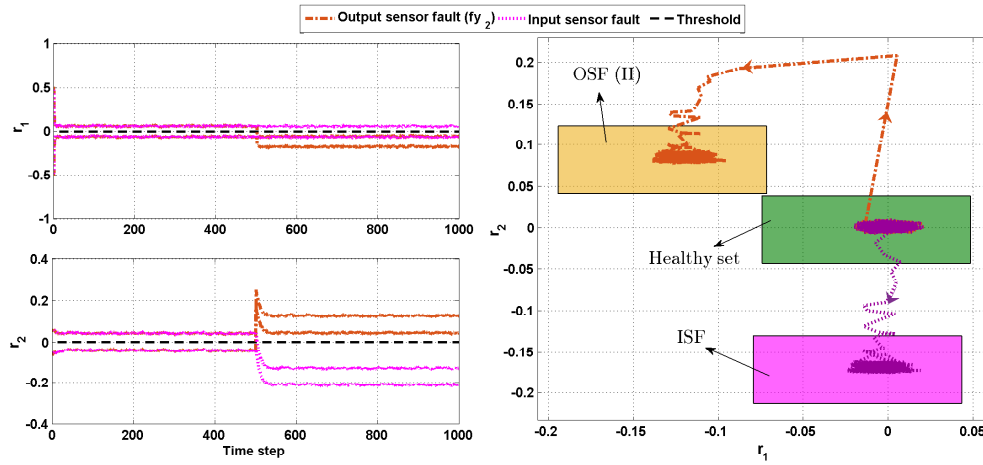 Output sensor fault (fy 2) Input sensor fault Threshold
1
0.5
0
-0.5
-1
r1
0 200 400 600 800 1000
0.4
0.2
0
-0.2
-0.4
r2
0 200 400 600 800 1000
Time step
0.2
0.15
0.1
0.05
0
-0.05
-0.1
-0.15
-0.2
r2
OSF (II)
Healthy set
ISF
-0.2 -0.15 -0.1 -0.05 0 0.05
r1